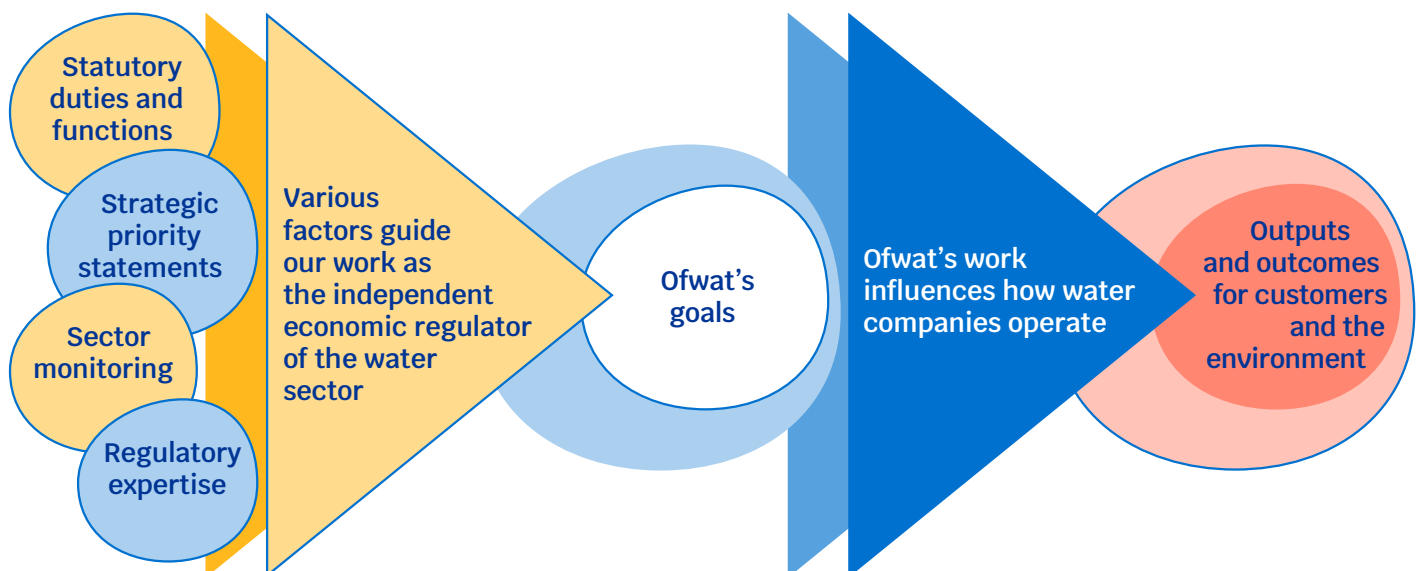 Statutory
duties and
functions
Strategic
priority
statements
Sector
monitoring
Regulatory
expertise
Various
factors guide
our work as
the independent
economic regulator
of the water
sector
Ofwat’s
goals
Ofwat’s work
influences how water
companies operate
Outputs
and outcomes
for customers
and the
environment